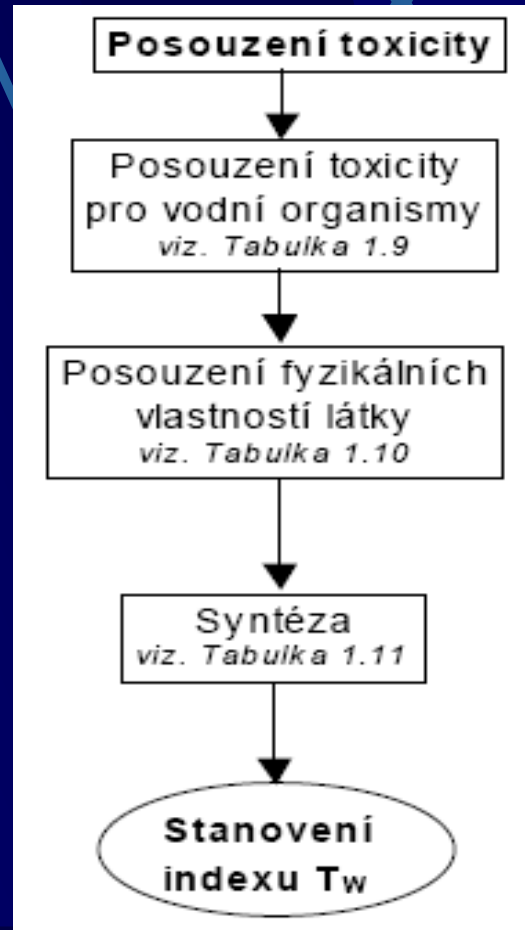 Posouzení toxicity
Posouzení toxicity
pro vodní organismy
viz. Tabulka 1.9
Posouzení fyzikálních
vlastností látky
viz. Tabulka 1.10
Syntéza
viz. Tabulka 1.11
Stanovení
indexu Tw